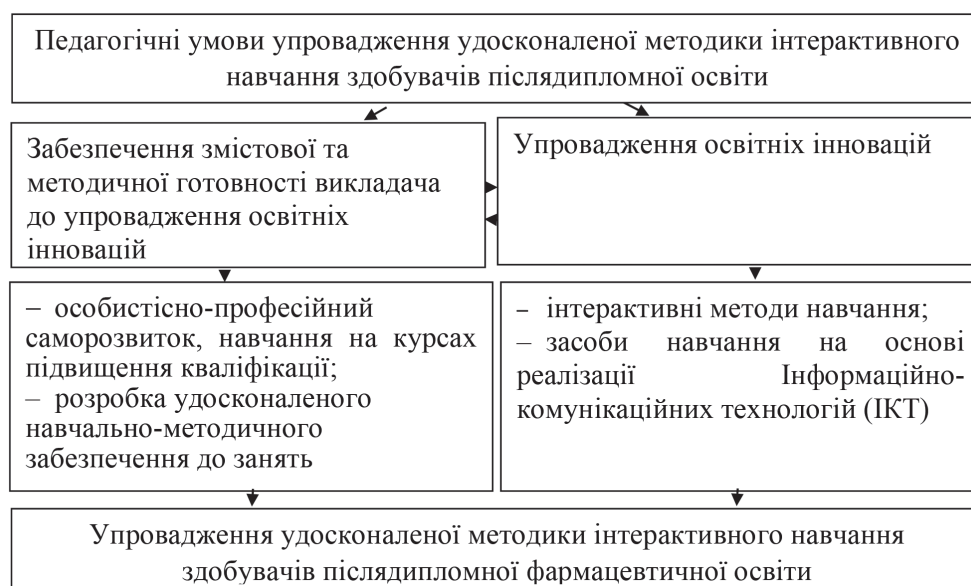 Педагогічні умови упровадження удосконаленої методики інтерактивного
навчання здобувачів післядипломної освіти
Забезпечення змістової та
методичної готовності викладача
до упровадження освітніх
інновацій
Упровадження освітніх інновацій
– особистісно-професійний
саморозвиток, навчання на курсах
підвищення кваліфікації;
– розробка удосконаленого
навчально-методичного
забезпечення до занять
- інтерактивні методи навчання;
– засоби навчання на основі
реалізації Інформаційно-
комунікаційних технологій (ІКТ)
Упровадження удосконаленої методики інтерактивного навчання
здобувачів післядипломної фармацевтичної освіти